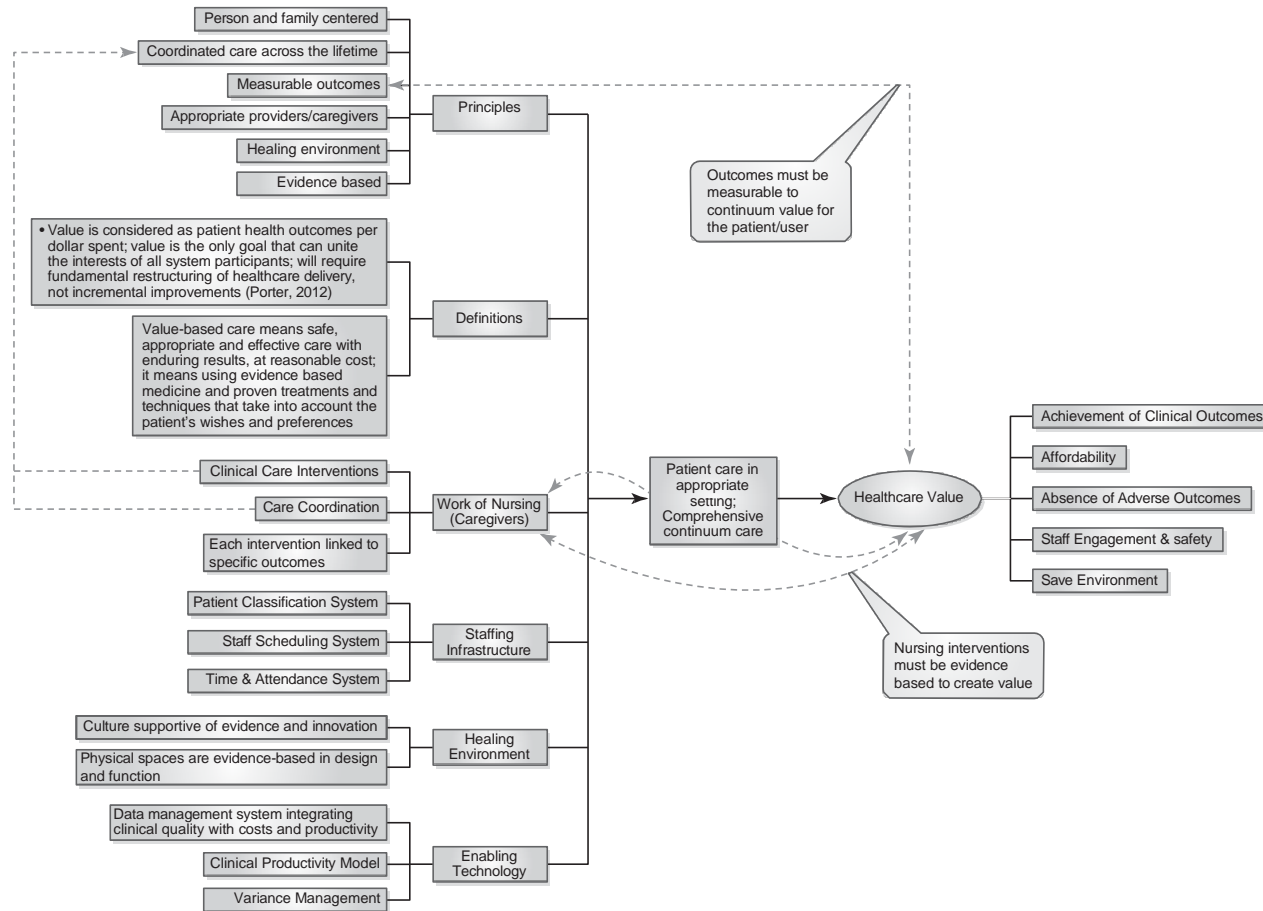 Person and family centered
Coordinated care across the lifetime
Measurable outcomes
Appropriate providers/caregivers
Healing environment
Evidence based
Principles
Outcomes must be
measurable to
continuum value for
the patient/user
• Value is considered as patient health outcomes per
dollar spent; value is the only goal that can unite
the interests of all system participants; will require
fundamental restructuring of healthcare delivery,
not incremental improvements (Porter, 2012)
Value-based care means safe,
appropriate and effective care with
enduring results, at reasonable cost;
it means using evidence based
medicine and proven treatments and
techniques that take into account the
patient's wishes and preferences
Definitions
Clinical Care Interventions
Care Coordination
Each intervention linked to
specific outcomes
Work of Nursing
(Caregivers)
Patient care in
appropriate
setting;
Comprehensive
continuum care
Healthcare Value
Achievement of Clinical Outcomes
Affordability
Absence of Adverse Outcomes
Staff Engagement & safety
Save Environment
Nursing interventions
must be evidence
based to create value
Patient Classification System
Staff Scheduling System
Time & Attendance System
Staffing
Infrastructure
Culture supportive of evidence and innovation
Physical spaces are evidence-based in design
and function
Healing
Environment
Data management system integrating
clinical quality with costs and productivity
Clinical Productivity Model
Variance Management
Enabling
Technology